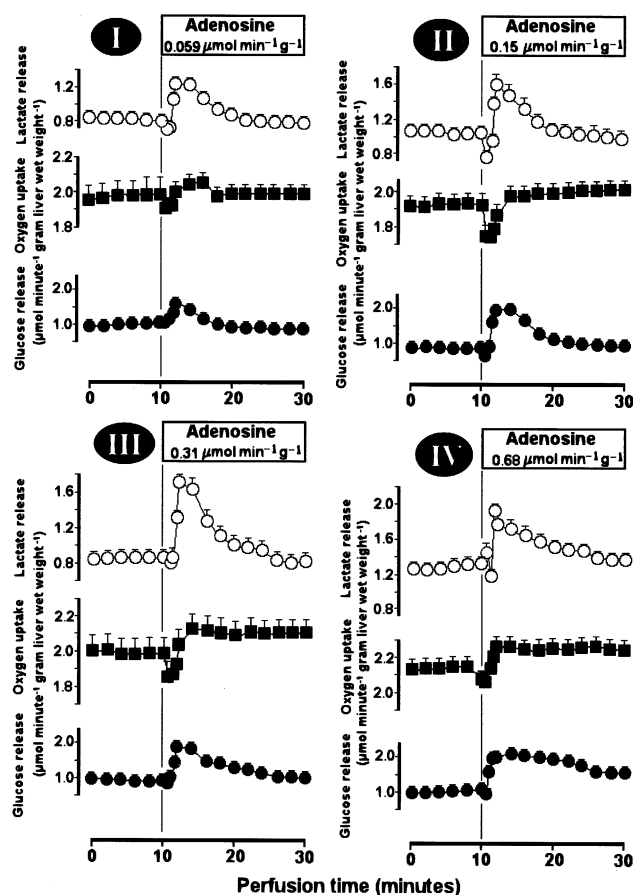 I
Adenosine
0.059 μmol min⁻¹ g⁻¹
Lactate release
1.2
0.8
Oxygen uptake
2.2
2.0
1.8
Glucose release
(μmol minute⁻¹ gram liver wet weight⁻¹)
2.0
1.0
0 10 20 30
II
Adenosine
0.15 μmol min⁻¹ g⁻¹
Lactate release
1.6
1.2
0.8
Oxygen uptake
2.0
1.8
Glucose release
(μmol minute⁻¹ gram liver wet weight⁻¹)
2.0
1.0
0 10 20 30
III
Adenosine
0.31 μmol min⁻¹ g⁻¹
Lactate release
1.6
1.2
0.8
Oxygen uptake
2.2
2.0
1.8
Glucose release
(μmol minute⁻¹ gram liver wet weight⁻¹)
2.0
1.0
0 10 20 30
IV
Adenosine
0.68 μmol min⁻¹ g⁻¹
Lactate release
2.0
1.6
1.2
0.8
Oxygen uptake
2.2
2.0
Glucose release
(μmol minute⁻¹ gram liver wet weight⁻¹)
2.0
1.0
0 10 20 30
Perfusion time (minutes)